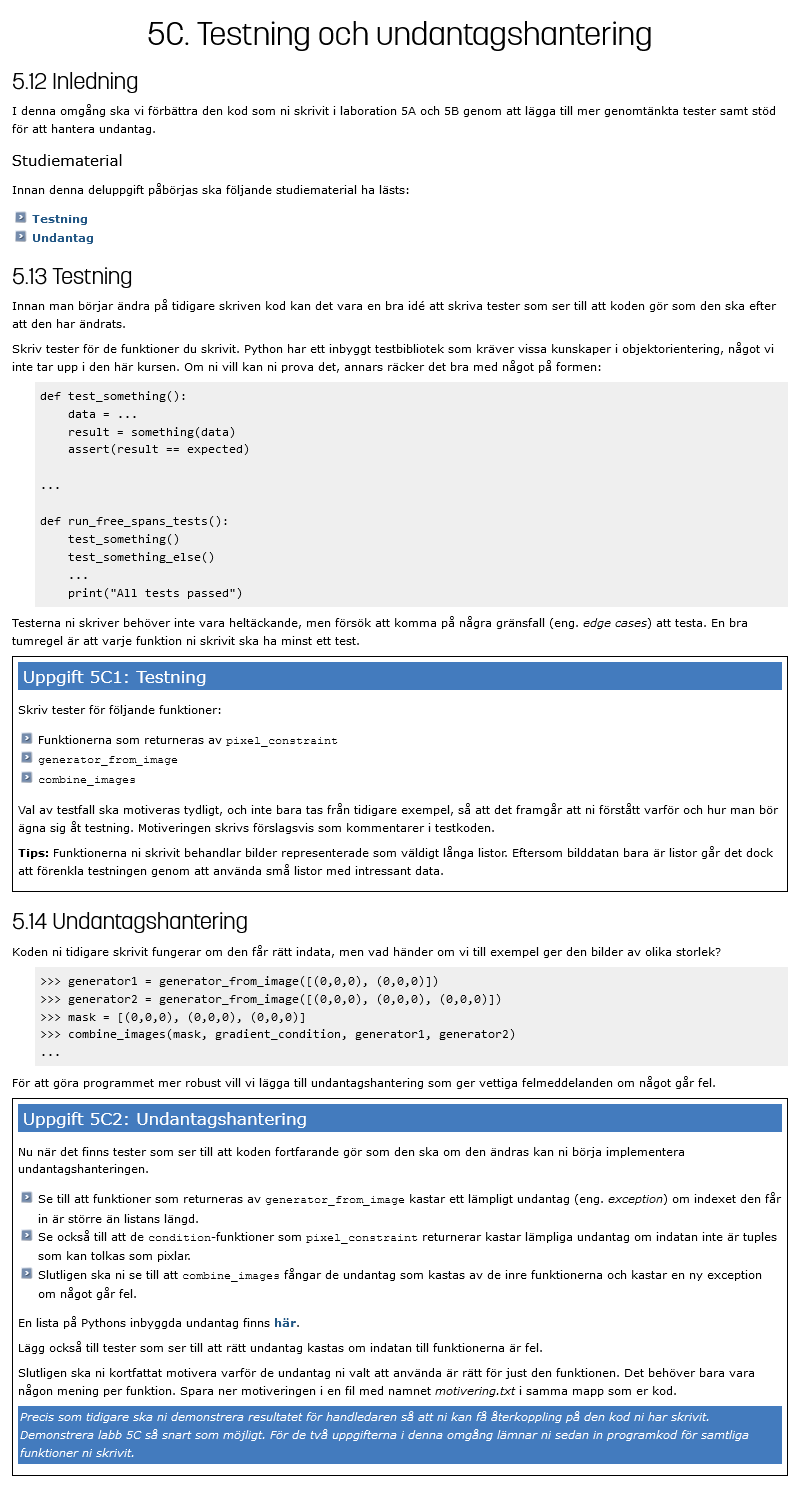 5C. Testning och undantagshantering
5.12 Inledning
I denna omgång ska vi förbättra den kod som ni skrivit i laboration 5A och 5B genom att lägga till mer genomtänkta tester samt stöd
för att hantera undantag.
Studiematerial
Innan denna deluppgift påbörjas ska följande studiematerial ha lästs:
Testning
Undantag
5.13 Testning
Innan man börjar ändra på tidigare skriven kod kan det vara en bra idé att skriva tester som ser till att koden gör som den ska efter
att den har ändrats.
Skriv tester för de funktioner du skrivit. Python har ett inbyggt testbibliotek som kräver vissa kunskaper i objektorientering, något vi
inte tar upp i den här kursen. Om ni vill kan ni prova det, annars räcker det bra med något på formen:
def test_something():
    data = ...
    result = something(data)
    assert(result == expected)
...
def run_free_spans_tests():
    test_something()
    test_something_else()
    ...
    print("All tests passed")
Testerna ni skriver behöver inte vara heltäckande, men försök att komma på några gränsfall (eng. edge cases) att testa. En bra
tumregel är att varje funktion ni skrivit ska ha minst ett test.
Uppgift 5C1: Testning
Skriv tester för följande funktioner:
Funktionerna som returneras av pixel_constraint
generator_from_image
combine_images
Val av testfall ska motiveras tydligt, och inte bara tas från tidigare exempel, så att det framgår att ni förstått varför och hur man bör
ägna sig åt testning. Motiveringen skrivs förslagsvis som kommentarer i testkoden.
Tips: Funktionerna ni skrivit behandlar bilder representerade som väldigt långa listor. Eftersom bilddatan bara är listor går det dock
att förenkla testningen genom att använda små listor med intressant data.
5.14 Undantagshantering
Koden ni tidigare skrivit fungerar om den får rätt indata, men vad händer om vi till exempel ger den bilder av olika storlek?
>>> generator1 = generator_from_image([(0,0,0), (0,0,0)])
>>> generator2 = generator_from_image([(0,0,0), (0,0,0), (0,0,0)])
>>> mask = [(0,0,0), (0,0,0), (0,0,0)]
>>> combine_images(mask, gradient_condition, generator1, generator2)
...
För att göra programmet mer robust vill vi lägga till undantagshantering som ger vettiga felmeddelanden om något går fel.
Uppgift 5C2: Undantagshantering
Nu när det finns tester som ser till att koden fortfarande gör som den ska om den ändras kan ni börja implementera
undantagshanteringen.
Se till att funktioner som returneras av generator_from_image kastar ett lämpligt undantag (eng. exception) om indexet den får
in är större än listans längd.
Se också till att de condition-funktioner som pixel_constraint returnerar kastar lämpliga undantag om indatan inte är tuples
som kan tolkas som pixlar.
Slutligen ska ni se till att combine_images fångar de undantag som kastas av de inre funktionerna och kastar en ny exception
om något går fel.
En lista på Pythons inbyggda undantag finns här.
Lägg också till tester som ser till att rätt undantag kastas om indatan till funktionerna är fel.
Slutligen ska ni kortfattat motivera varför de undantag ni valt att använda är rätt för just den funktionen. Det behöver bara vara
någon mening per funktion. Spara ner motiveringen i en fil med namnet motivering.txt i samma mapp som er kod.
Precis som tidigare ska ni demonstrera resultatet för handledaren så att ni kan få återkoppling på den kod ni har skrivit.
Demonstrera labb 5C så snart som möjligt. För de två uppgifterna i denna omgång lämnar ni sedan in programkod för samtliga
funktioner ni skrivit.